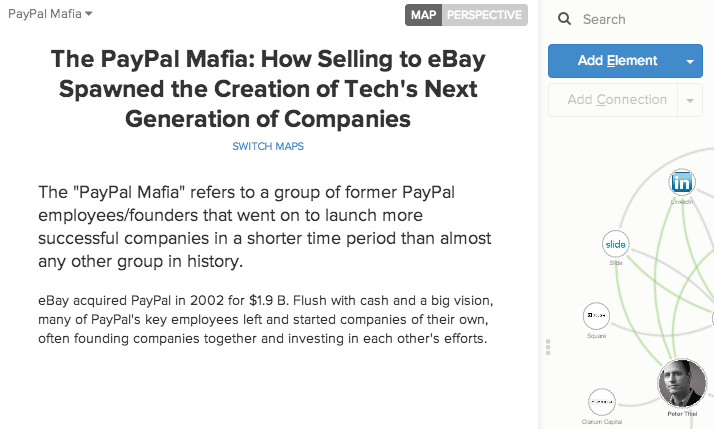 PayPal Mafia
MAP PERSPECTIVE
Search
The PayPal Mafia: How Selling to eBay
Spawned the Creation of Tech's Next
Generation of Companies
SWITCH MAPS
Add Element
Add Connection
The "PayPal Mafia" refers to a group of former PayPal
employees/founders that went on to launch more
successful companies in a shorter time period than almost
any other group in history.
eBay acquired PayPal in 2002 for $1.9 B. Flush with cash and a big vision,
many of PayPal's key employees left and started companies of their own,
often founding companies together and investing in each other's efforts.
in
LinkedIn
slide
Slide
Square
Peter Thiel
Clarium Capital